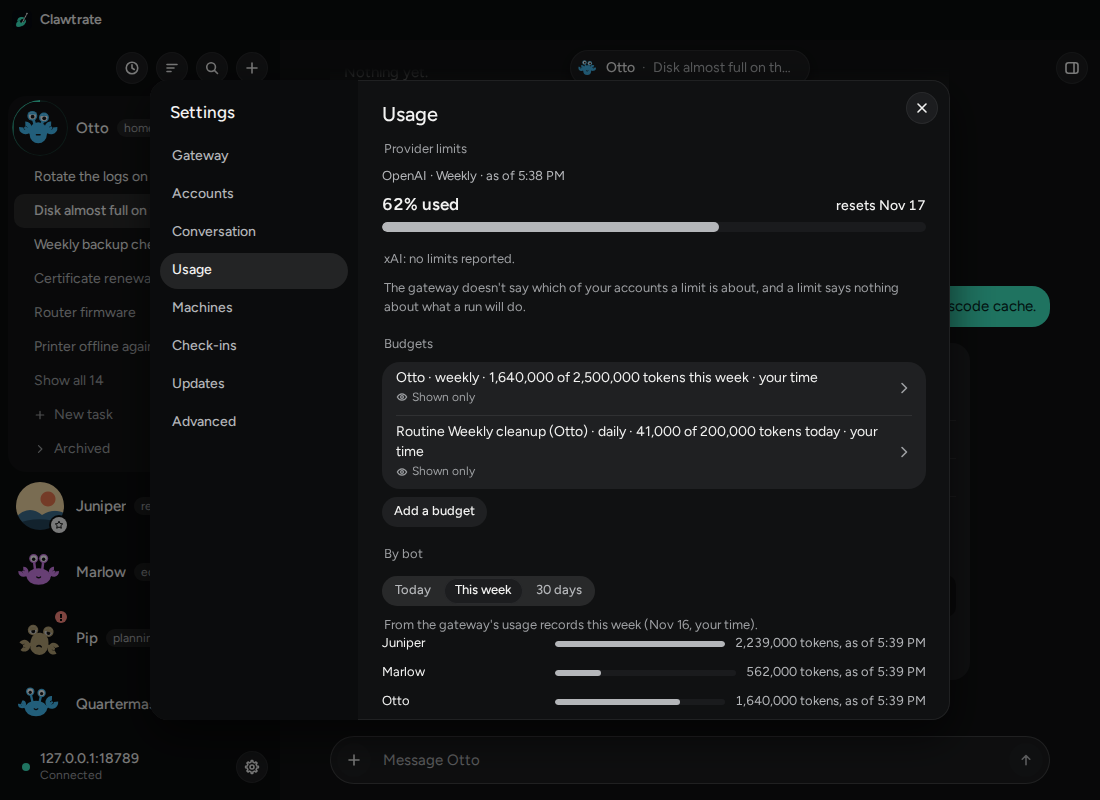 Clawtrate
Nothing yet.
Otto · Disk almost full on th...
Otto
home
Rotate the logs on
Disk almost full on
Weekly backup che
Certificate renewa
Router firmware
Printer offline again
Show all 14
+ New task
Archived
Juniper
re
Marlow
Pip
plannin
Quarterma
127.0.0.1:18789
Connected
Settings
Gateway
Accounts
Conversation
Usage
Machines
Check-ins
Updates
Advanced
Usage
Provider limits
OpenAI · Weekly · as of 5:38 PM
62% used
resets Nov 17
xAI: no limits reported.
The gateway doesn't say which of your accounts a limit is about, and a limit says nothing
about what a run will do.
Budgets
Otto · weekly · 1,640,000 of 2,500,000 tokens this week · your time
Shown only
Routine Weekly cleanup (Otto) · daily · 41,000 of 200,000 tokens today · your
time
Shown only
Add a budget
By bot
Today
This week
30 days
From the gateway's usage records this week (Nov 16, your time).
Juniper
2,239,000 tokens, as of 5:39 PM
Marlow
562,000 tokens, as of 5:39 PM
Otto
1,640,000 tokens, as of 5:39 PM
scode cache.
Message Otto